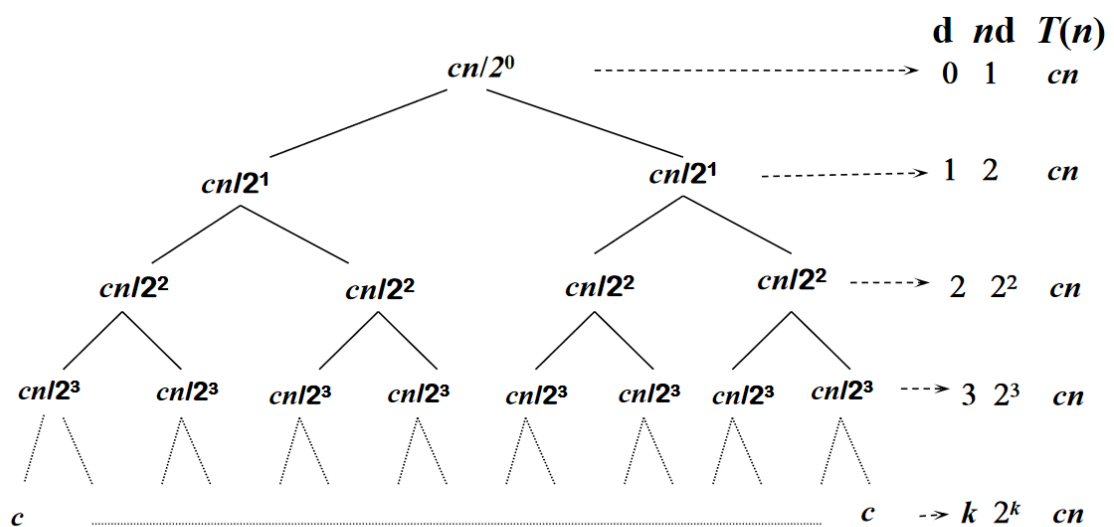 d nd T(n)
cn/2⁰ 0 1 cn
cn/2¹ cn/2¹ 1 2 cn
cn/2² cn/2² cn/2² cn/2² 2 2² cn
cn/2³ cn/2³ cn/2³ cn/2³ cn/2³ cn/2³ cn/2³ cn/2³ 3 2³ cn
c c k 2ᵏ cn